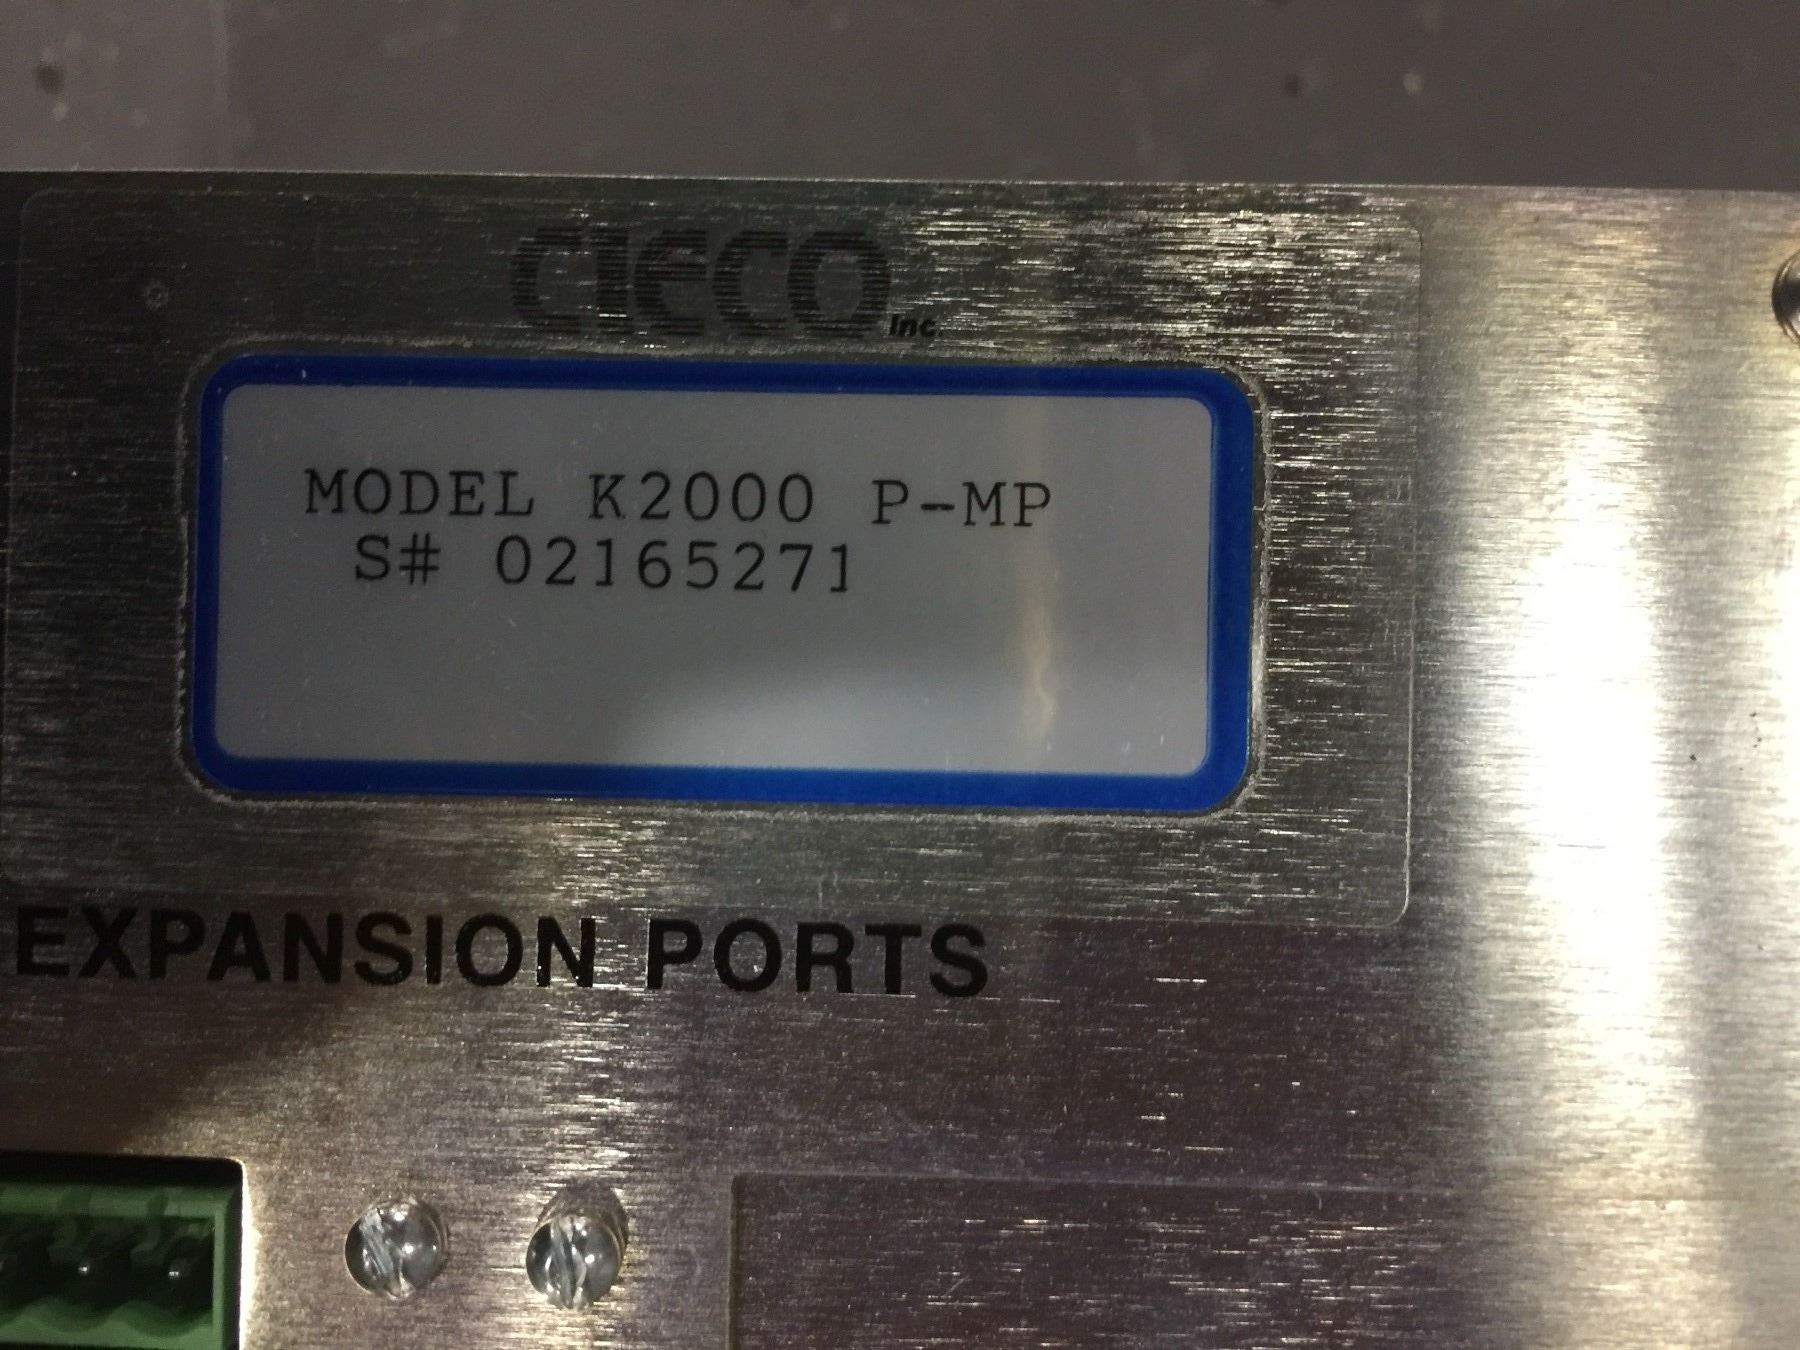 CIECO Inc.
MODEL K2000 P-MP
S# 02165271
EXPANSION PORTS